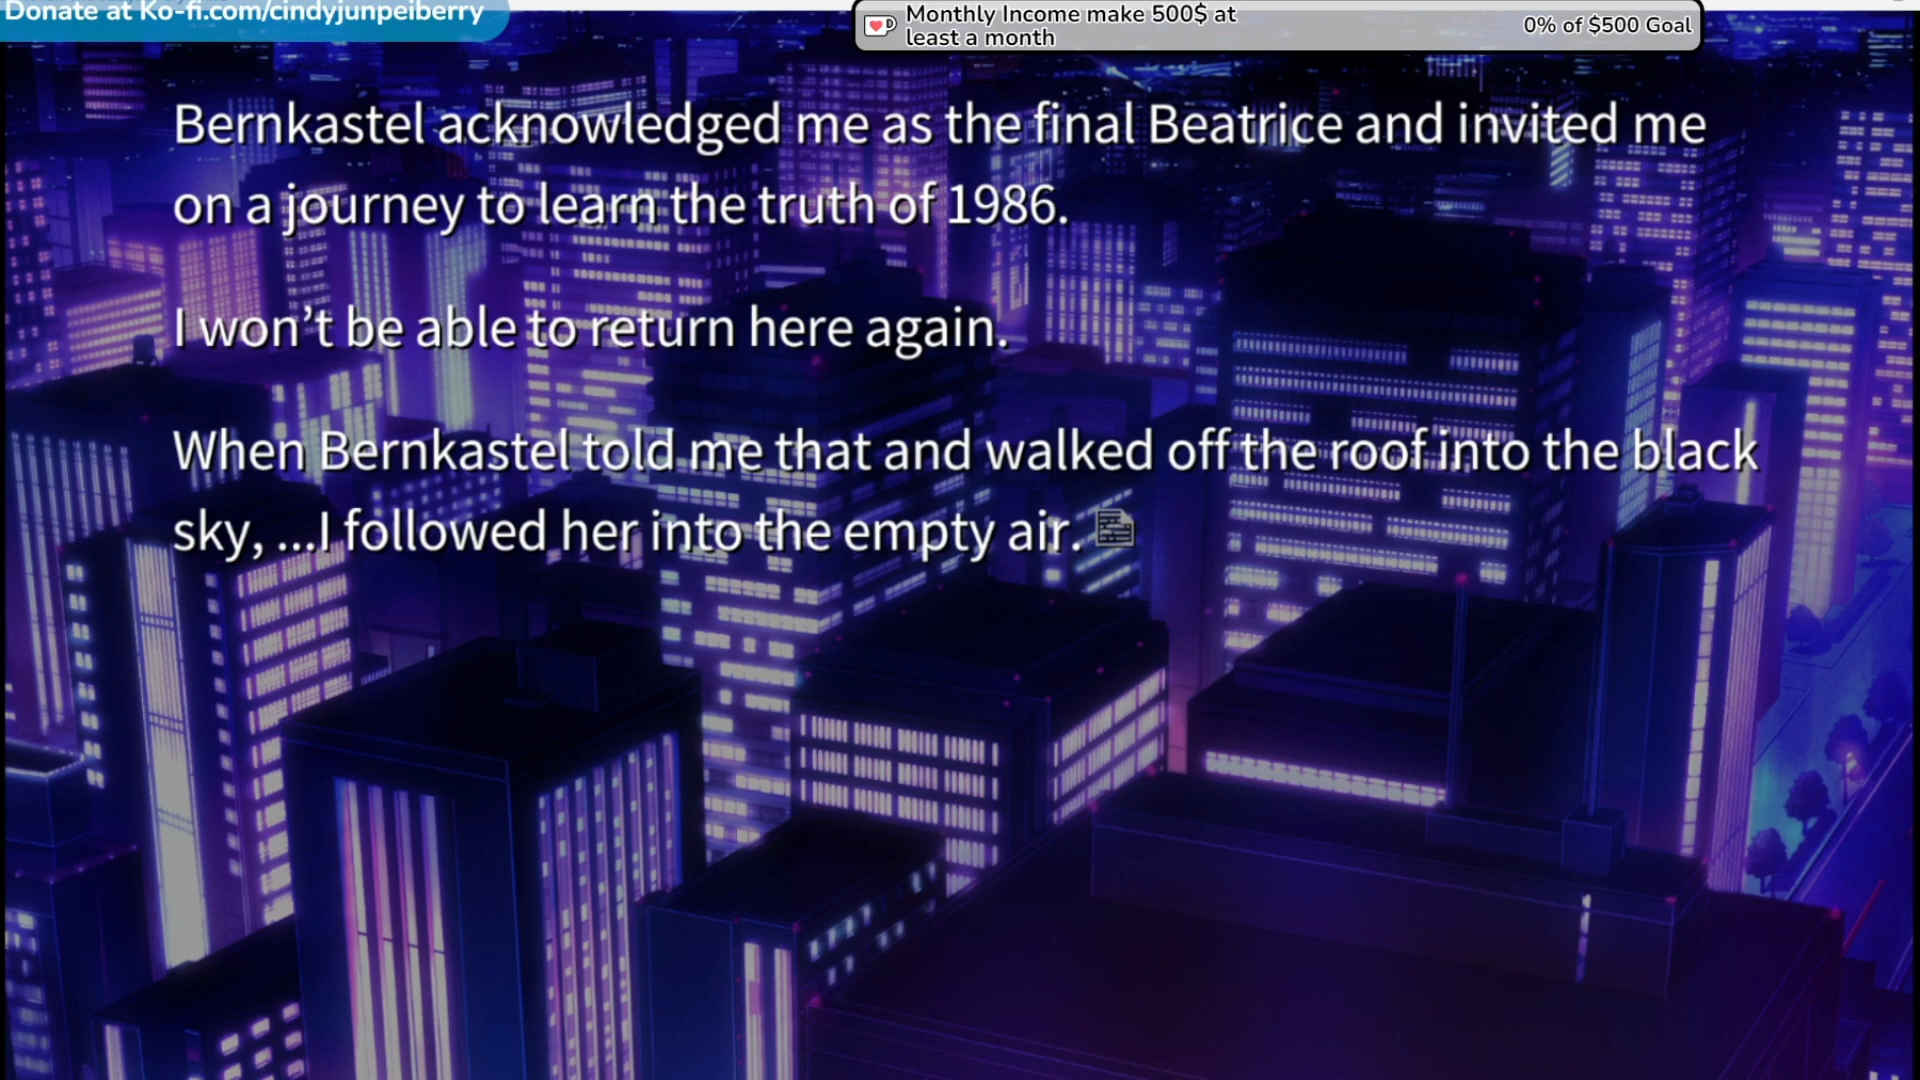 Donate at Ko-fi.com/cindyjunpeiberry
Monthly Income make 500$ at
least a month
0% of $500 Goal
Bernkastel acknowledged me as the final Beatrice and invited me
on a journey to learn the truth of 1986.
I won't be able to return here again.
When Bernkastel told me that and walked off the roof into the black
sky, ...I followed her into the empty air.